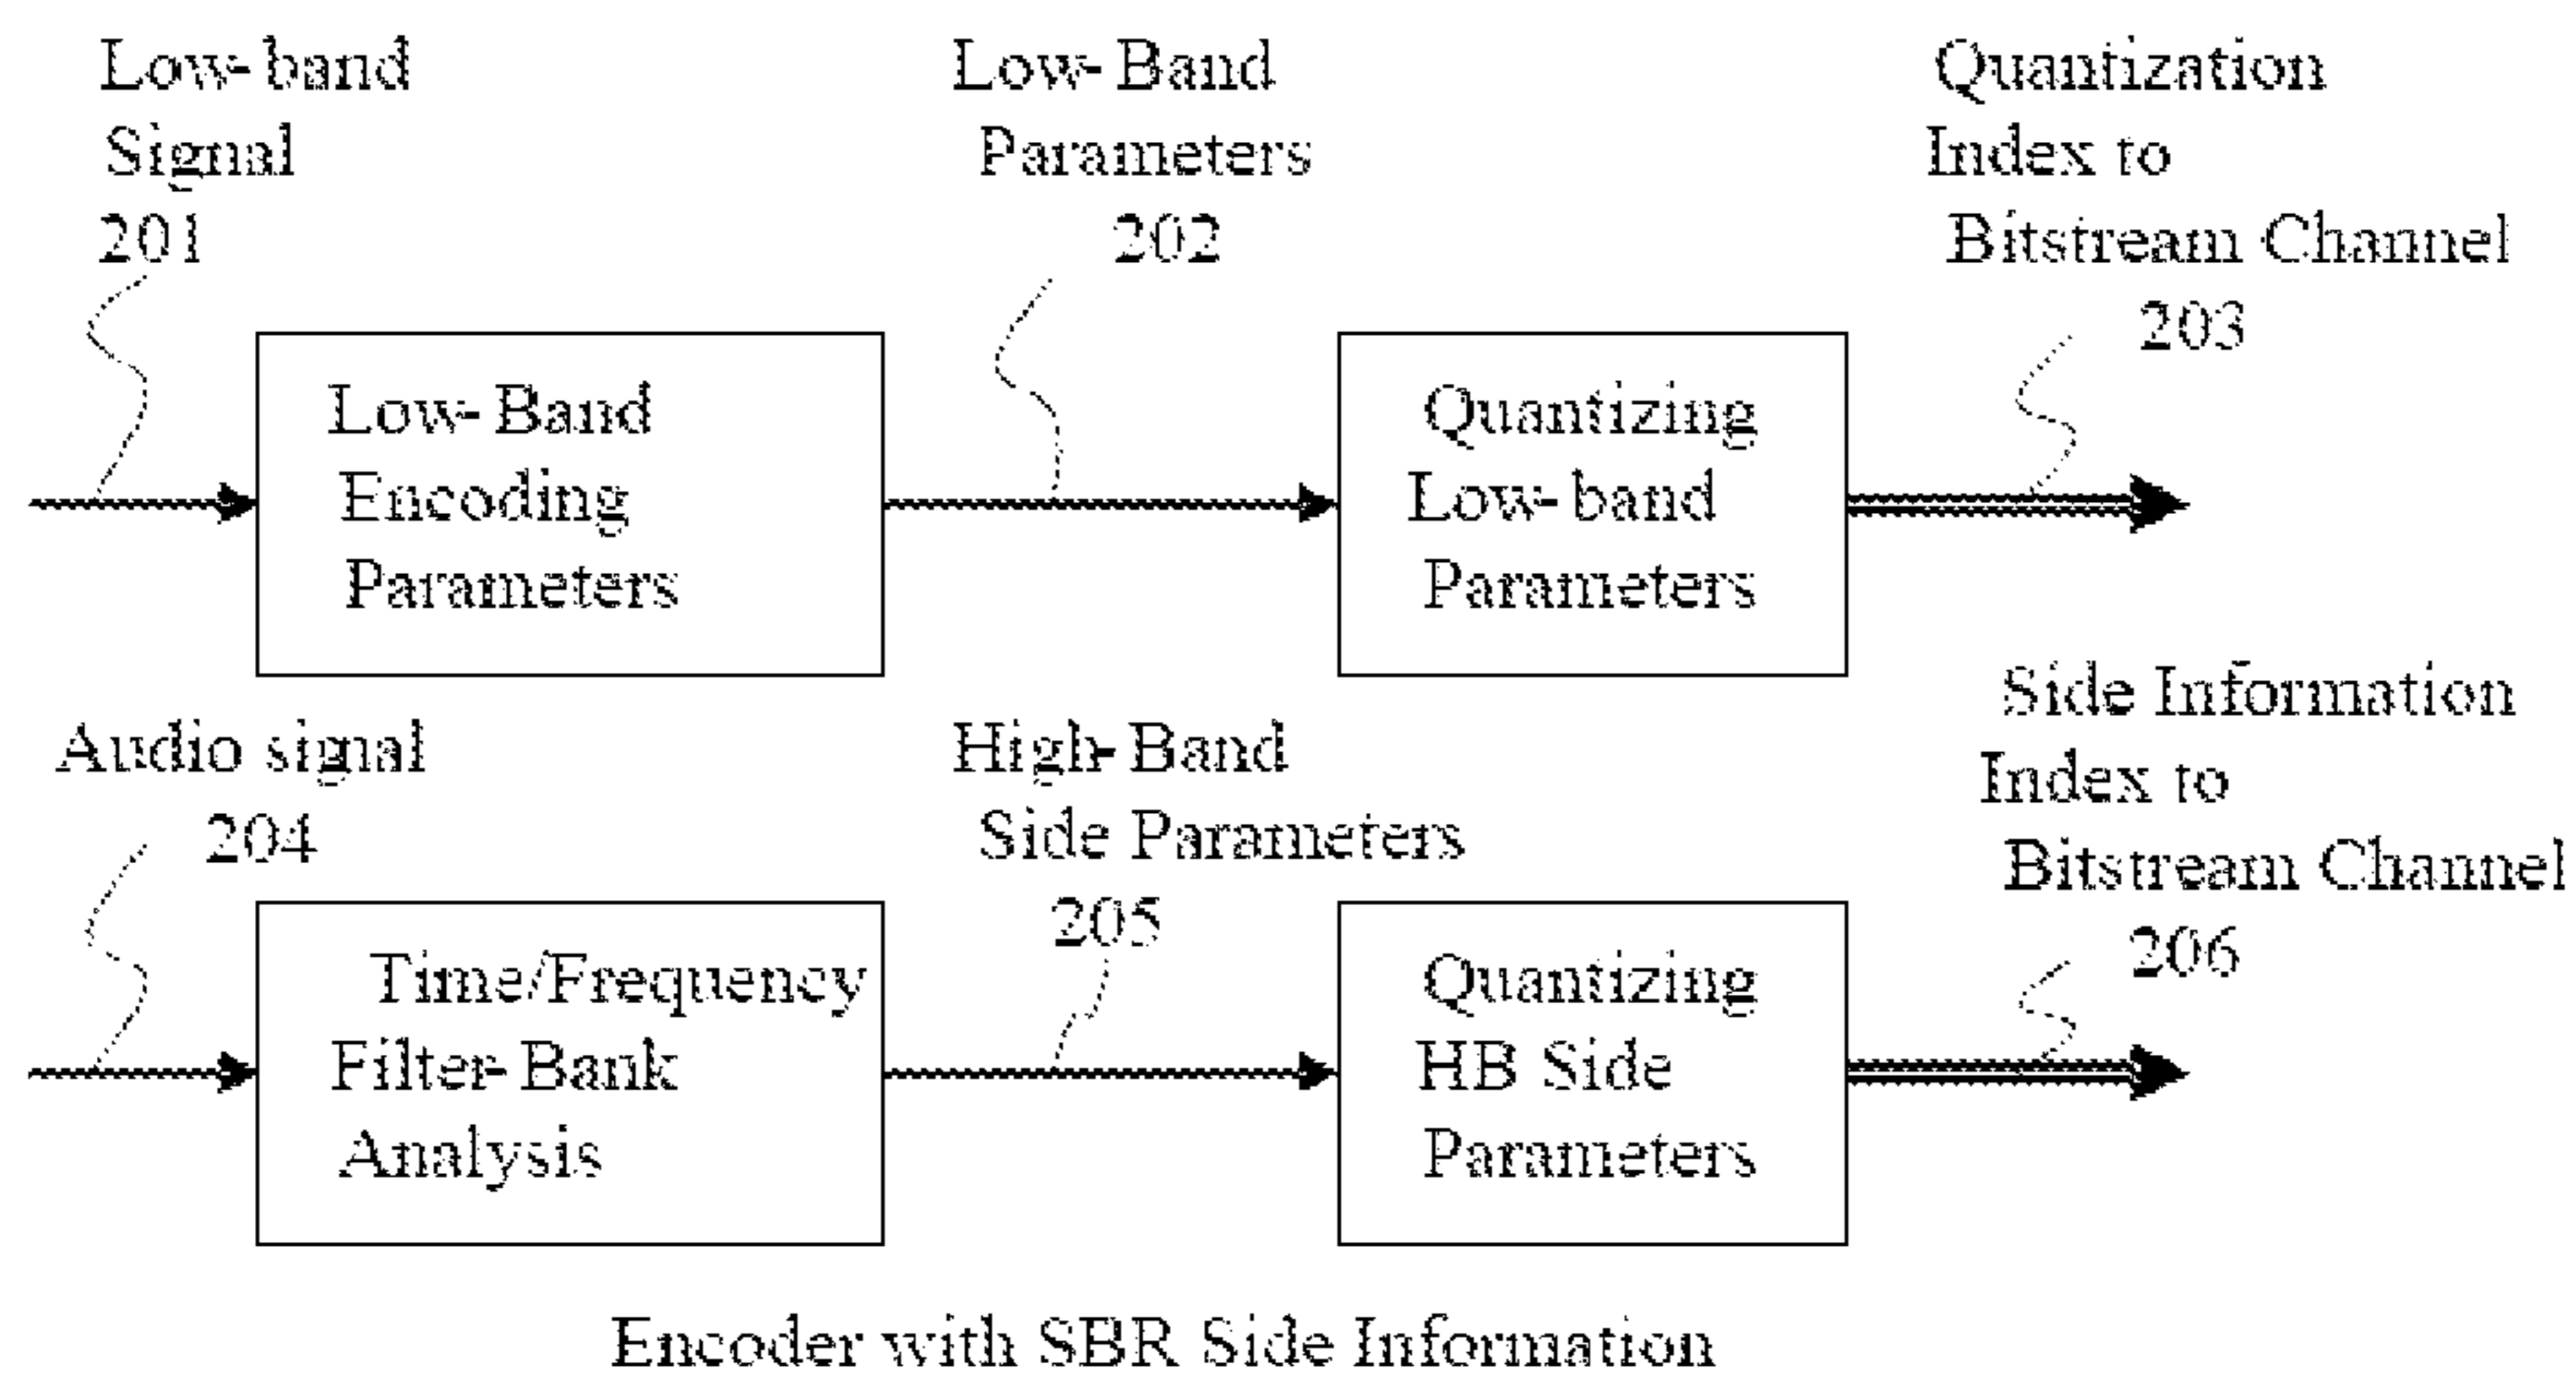 Low-band
Signal
201
Low-Band
Parameters
202
Quantization
Index to
Bitstream Channel
203
Low-Band
Encoding
Parameters
Quantizing
Low-band
Parameters
Audio signal
204
High-Band
Side Parameters
205
Side Information
Index to
Bitstream Channel
206
Time/Frequency
Filter-Bank
Analysis
Quantizing
HB Side
Parameters
Encoder with SBR Side Information